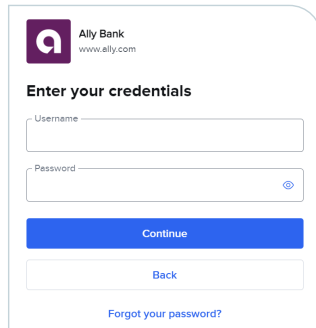 Ally Bank
www.ally.com
Enter your credentials
Username
Password
Continue
Back
Forgot your password?